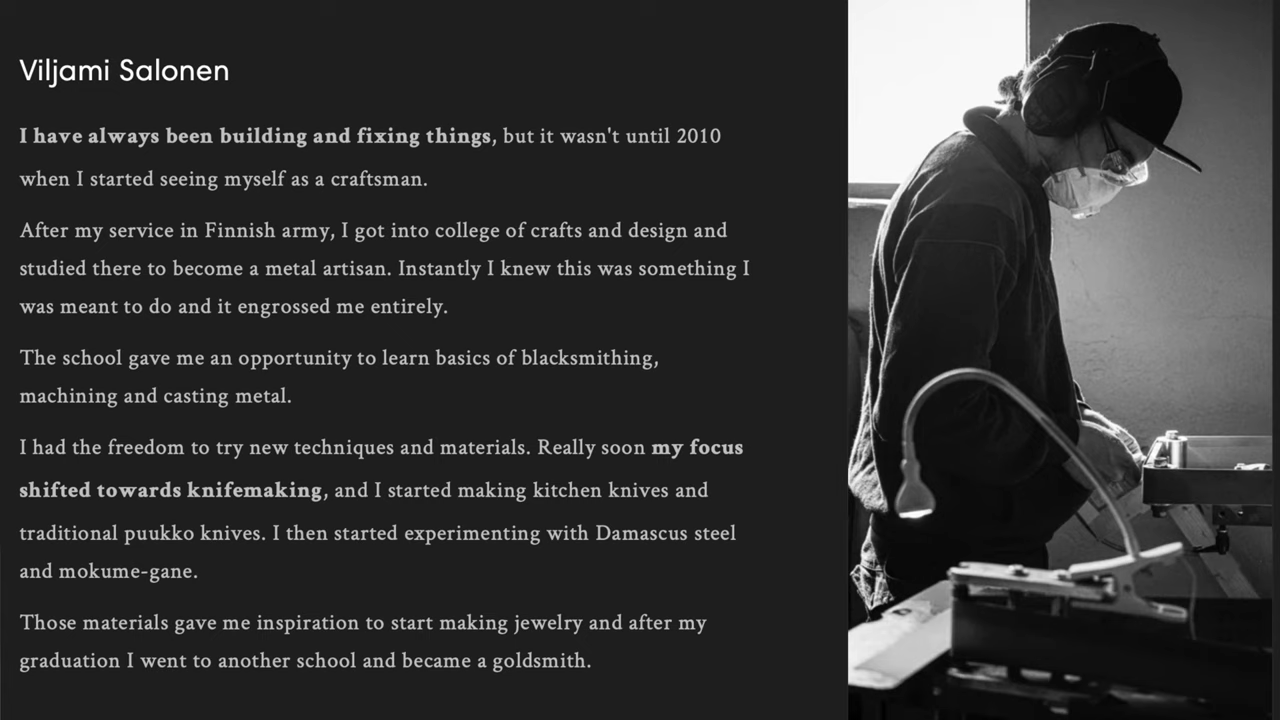 Viljami Salonen
I have always been building and fixing things, but it wasn't until 2010
when I started seeing myself as a craftsman.
After my service in Finnish army, I got into college of crafts and design and
studied there to become a metal artisan. Instantly I knew this was something I
was meant to do and it engrossed me entirely.
The school gave me an opportunity to learn basics of blacksmithing,
machining and casting metal.
I had the freedom to try new techniques and materials. Really soon my focus
shifted towards knifemaking, and I started making kitchen knives and
traditional puukko knives. I then started experimenting with Damascus steel
and mokume-gane.
Those materials gave me inspiration to start making jewelry and after my
graduation I went to another school and became a goldsmith.